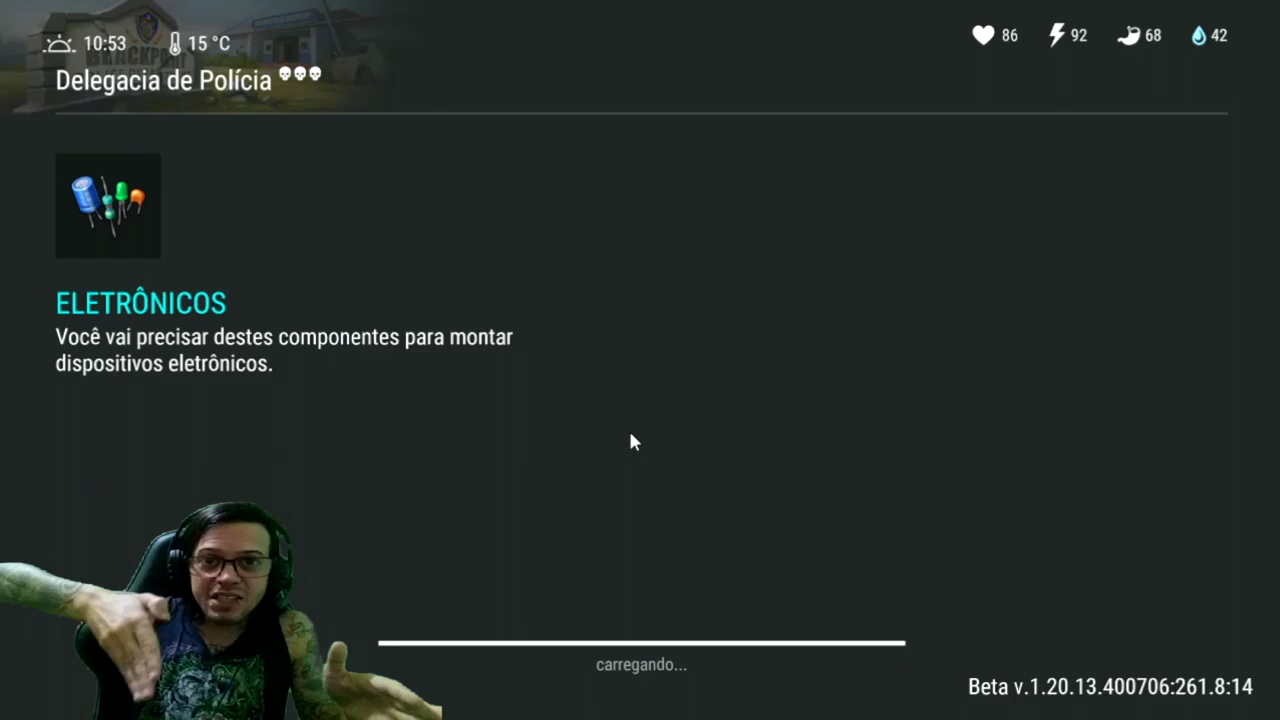 10:53 15 °C
86 92 68 42
Delegacia de Polícia
BLACKPORT
ELETRÔNICOS
Você vai precisar destes componentes para montar
dispositivos eletrônicos.
carregando...
Beta v.1.20.13.400706:261.8:14